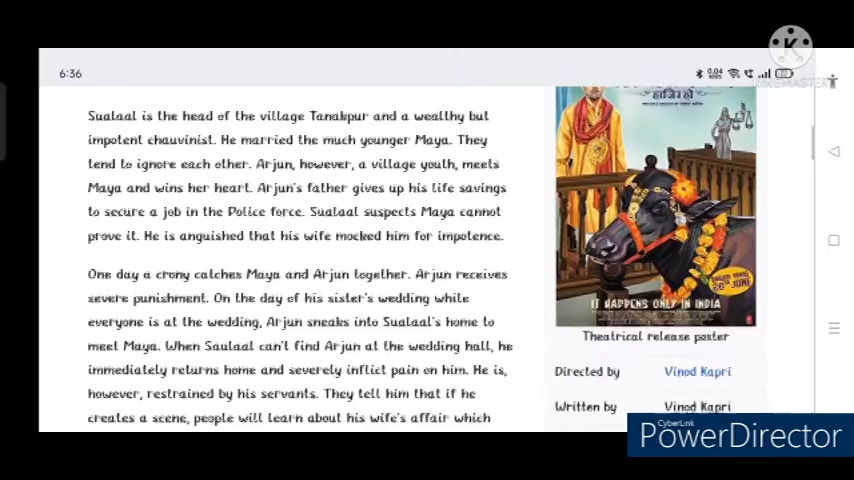 6:36
0.04
KB/S
22
KINEMASTER
Sualaal is the head of the village Tanakpur and a wealthy but
impotent chauvinist. He married the much younger Maya. They
tend to ignore each other. Arjun, however, a village youth, meets
Maya and wins her heart. Arjun's father gives up his life savings
to secure a job in the Police force. Sualaal suspects Maya cannot
prove it. He is anguished that his wife mocked him for impotence.
One day a crony catches Maya and Arjun together. Arjun receives
severe punishment. On the day of his sister's wedding while
everyone is at the wedding, Arjun sneaks into Sualaal's home to
meet Maya. When Saulaal can't find Arjun at the wedding hall, he
immediately returns home and severely inflict pain on him. He is,
however, restrained by his servants. They tell him that if he
creates a scene, people will learn about his wife's affair which
हाज़िर हो
IT HAPPENS ONLY IN INDIA
Theatrical release poster
Directed by Vinod Kapri
Written by Vinod Kapri
CyberLink
PowerDirector